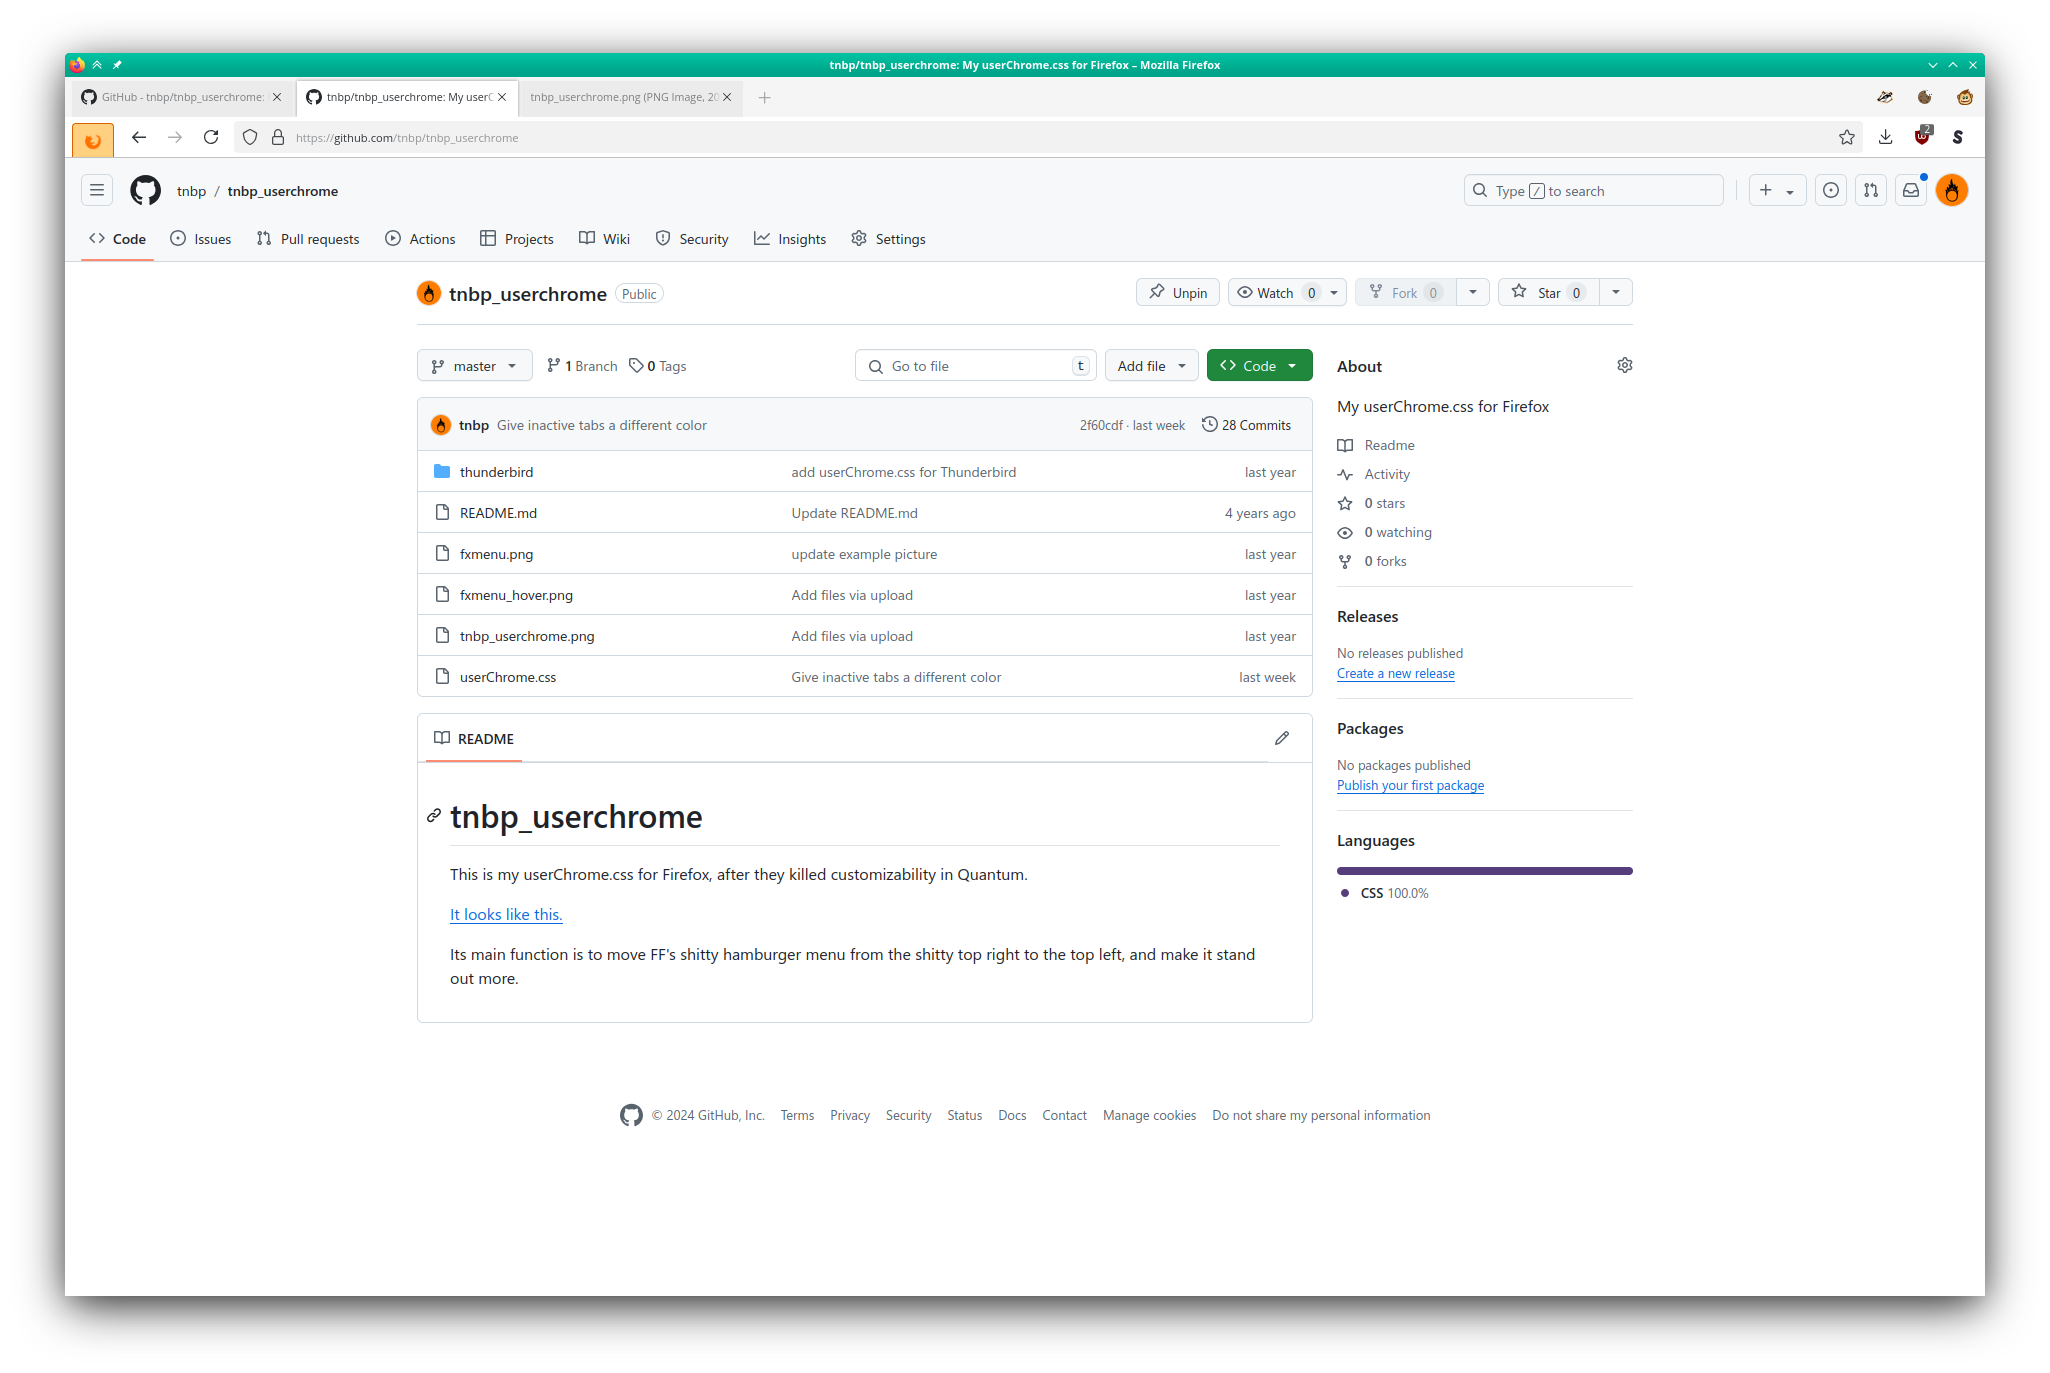 tnbp/tnbp_userchrome: My userChrome.css for Firefox – Mozilla Firefox
GitHub - tnbp/tnbp_userchrome:
tnbp/tnbp_userchrome: My userC
tnbp_userchrome.png (PNG Image, 20
https://github.com/tnbp/tnbp_userchrome
2
S
tnbp / tnbp_userchrome
Type / to search
Code Issues Pull requests Actions Projects Wiki Security Insights Settings
tnbp_userchrome Public
Unpin Watch 0 Fork 0 Star 0
master 1 Branch 0 Tags
Go to file t Add file Code
tnbp Give inactive tabs a different color 2f60cdf · last week 28 Commits
thunderbird add userChrome.css for Thunderbird last year
README.md Update README.md 4 years ago
fxmenu.png update example picture last year
fxmenu_hover.png Add files via upload last year
tnbp_userchrome.png Add files via upload last year
userChrome.css Give inactive tabs a different color last week
README
tnbp_userchrome
This is my userChrome.css for Firefox, after they killed customizability in Quantum.
It looks like this.
Its main function is to move FF's shitty hamburger menu from the shitty top right to the top left, and make it stand
out more.
About
My userChrome.css for Firefox
Readme
Activity
0 stars
0 watching
0 forks
Releases
No releases published
Create a new release
Packages
No packages published
Publish your first package
Languages
CSS 100.0%
© 2024 GitHub, Inc. Terms Privacy Security Status Docs Contact Manage cookies Do not share my personal information